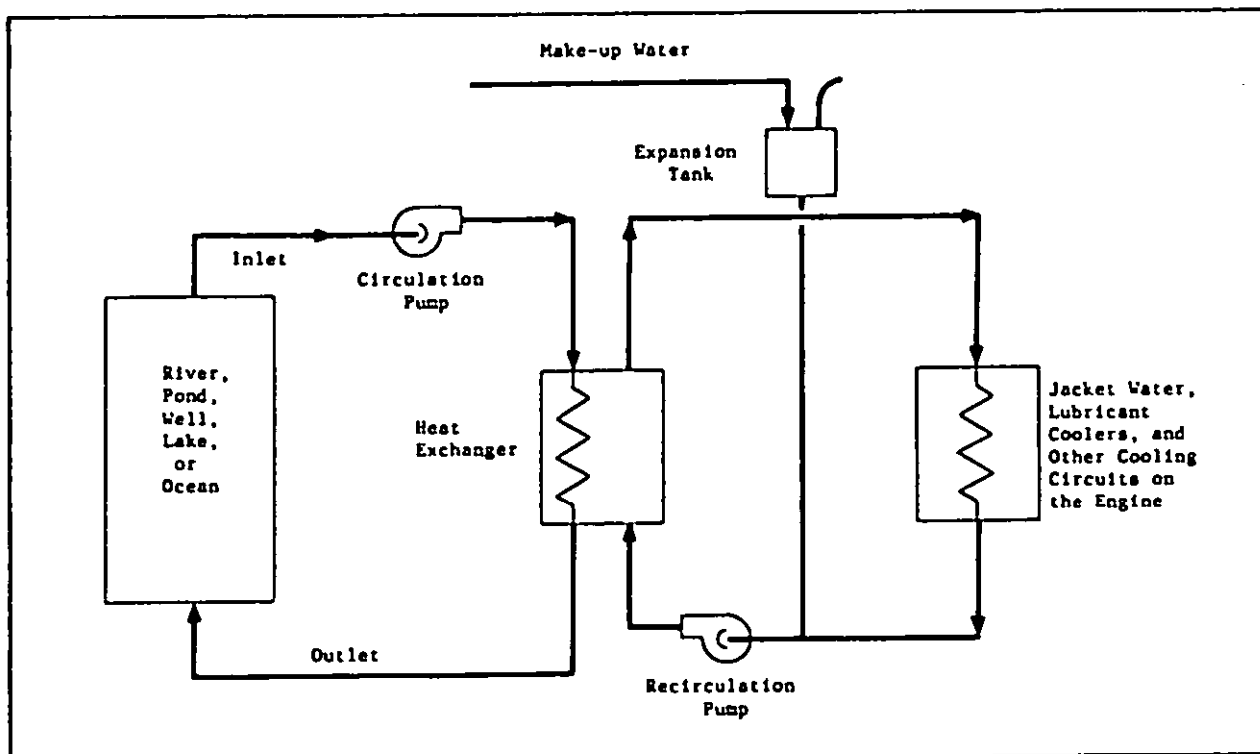 Make-up Water
Expansion
Tank
Inlet
Circulation
Pump
River,
Pond,
Well,
Lake,
or
Ocean
Heat
Exchanger
Jacket Water,
Lubricant
Coolers, and
Other Cooling
Circuits on
the Engine
Outlet
Recirculation
Pump